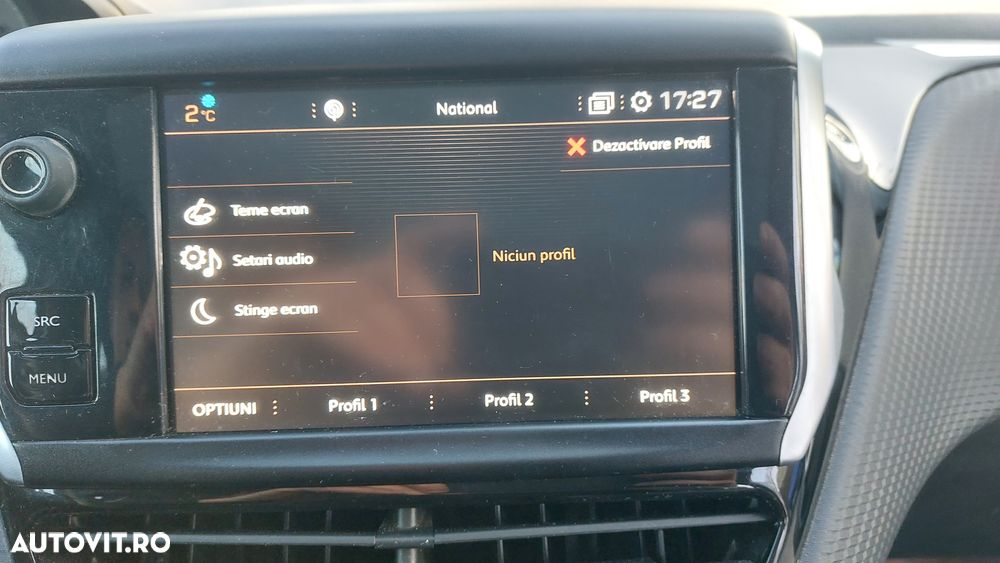 2°C National 17:27
Dezactivare Profil
Teme ecran
Setari audio
Niciun profil
Stinge ecran
SRC
MENU
OPTIUNI Profil 1 Profil 2 Profil 3
AUTOVIT.RO